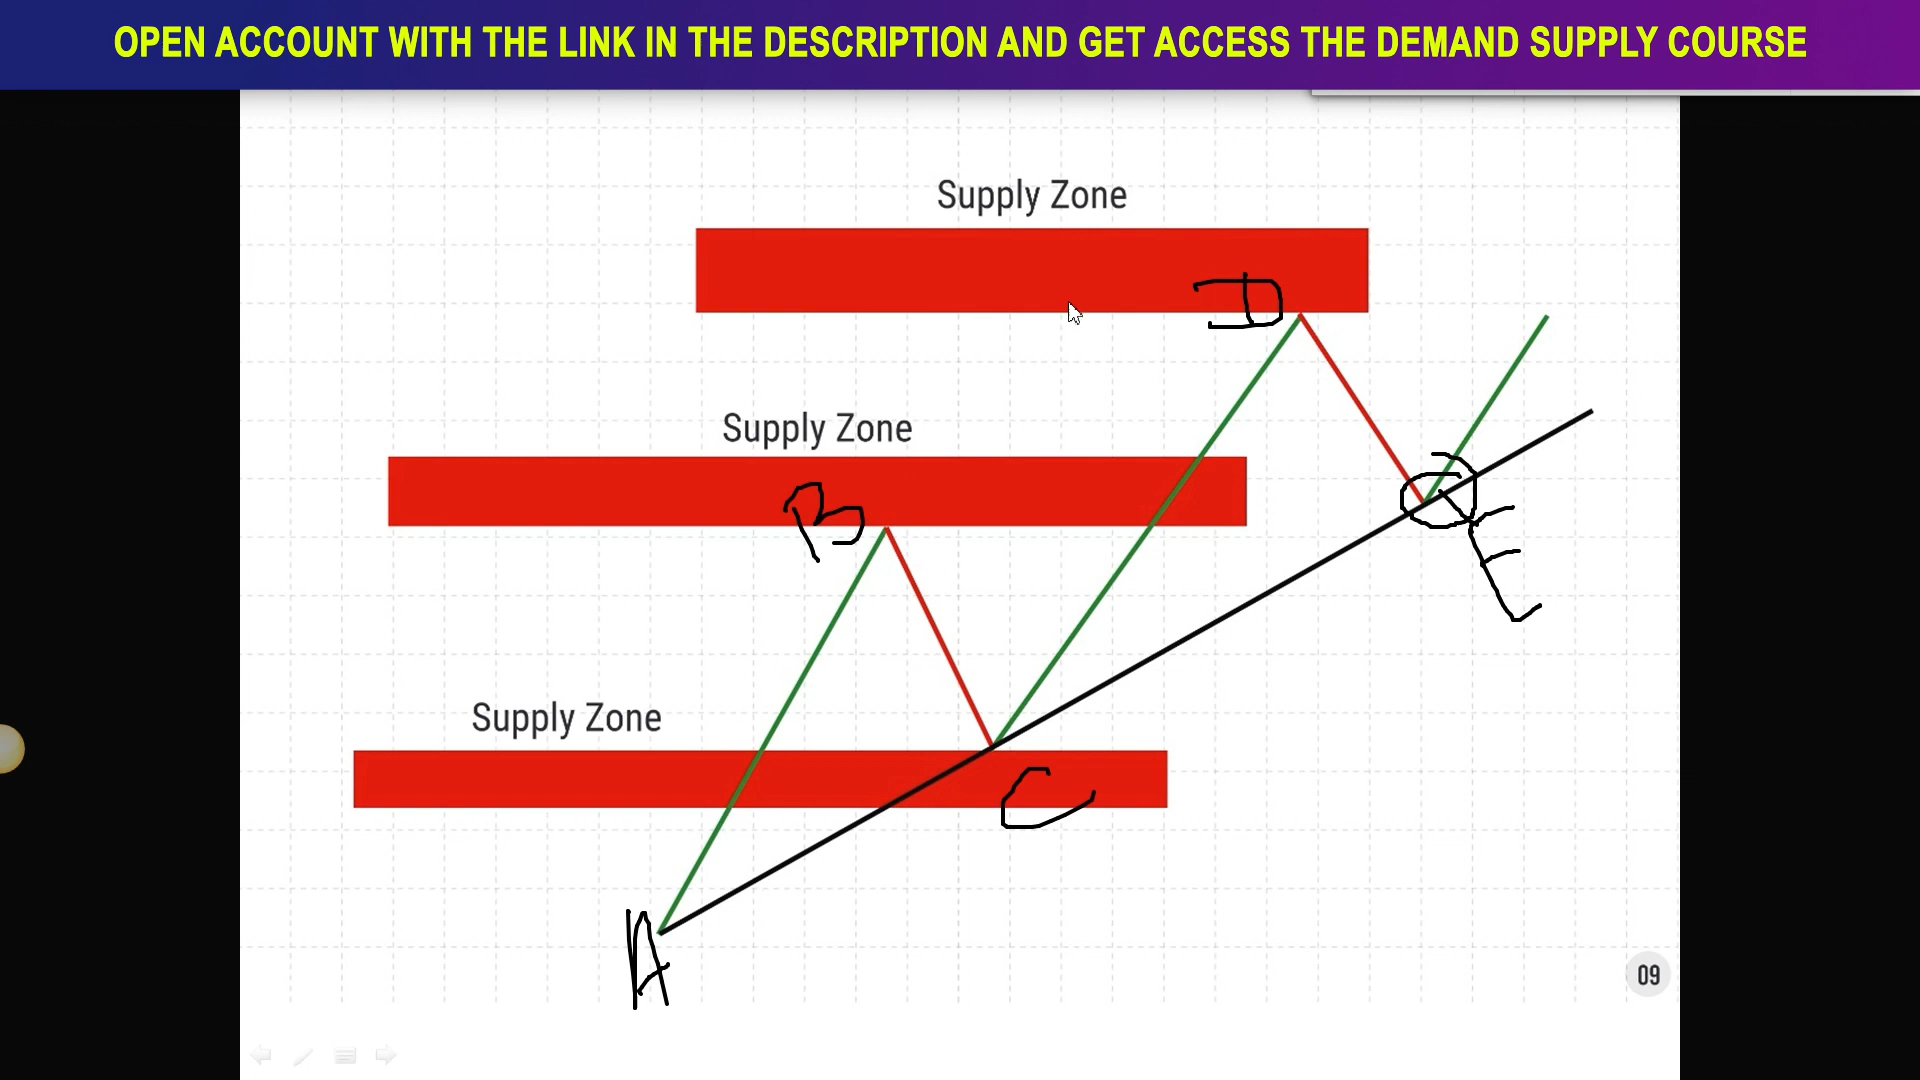 OPEN ACCOUNT WITH THE LINK IN THE DESCRIPTION AND GET ACCESS THE DEMAND SUPPLY COURSE
Supply Zone
D
Supply Zone
B
E
Supply Zone
C
A
09